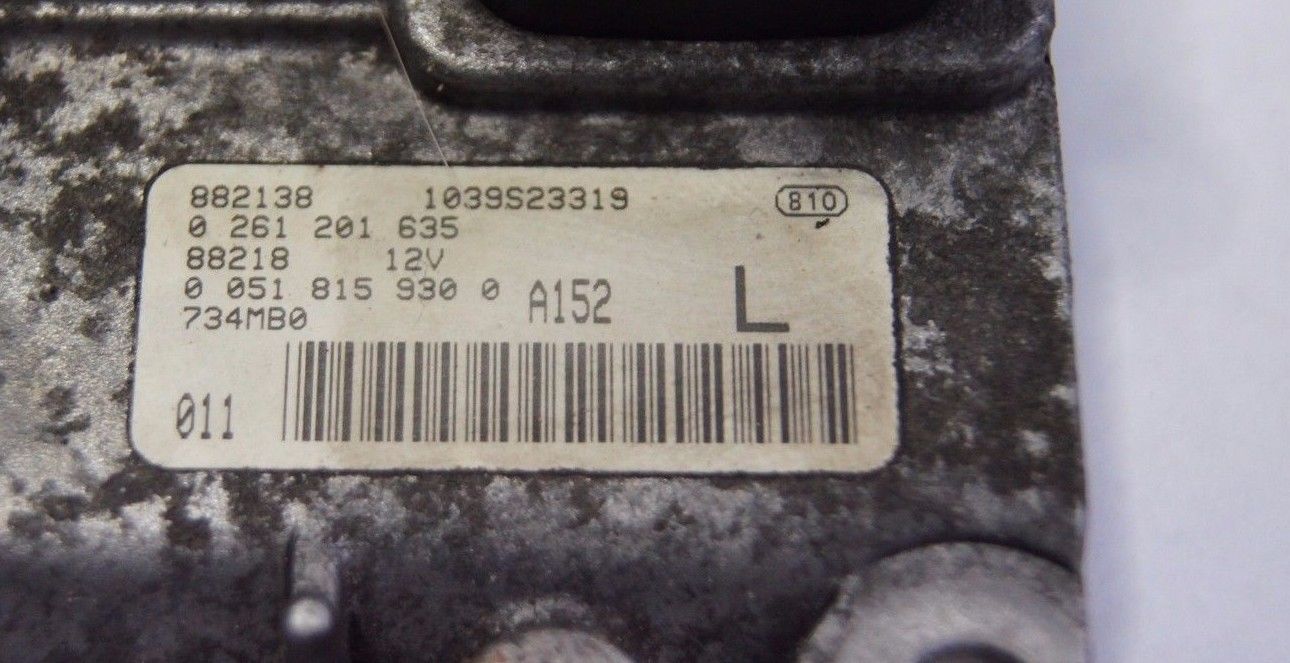 882138 1039S23319 810
0 261 201 635
88218 12V
0 051 815 930 0 A152 L
734MB0
011